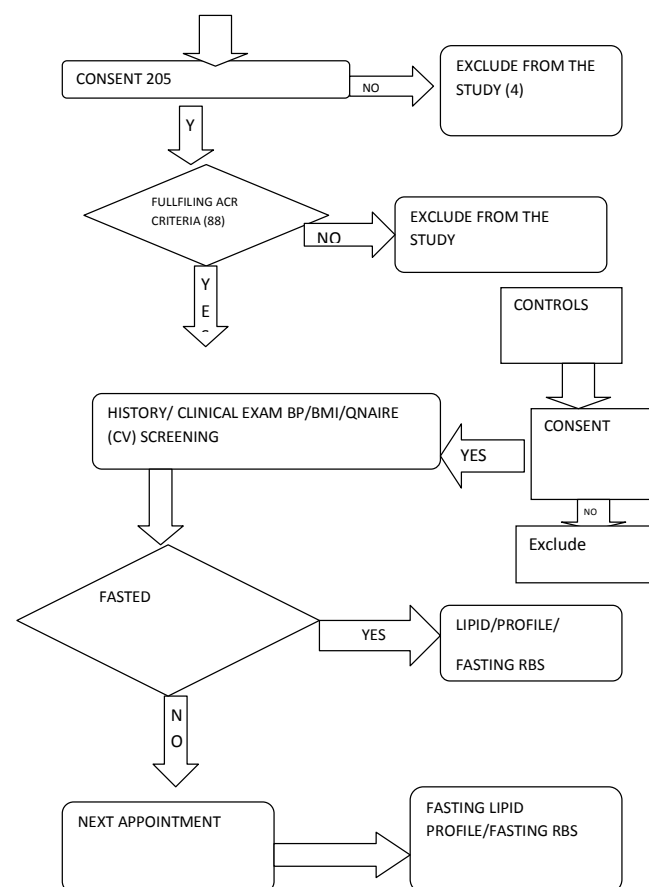 CONSENT 205
NO
EXCLUDE FROM THE
STUDY (4)
Y
FULLFILING ACR
CRITERIA (88)
NO
EXCLUDE FROM THE
STUDY
Y
E
CONTROLS
HISTORY/ CLINICAL EXAM BP/BMI/QNAIRE
(CV) SCREENING
YES
CONSENT
NO
Exclude
FASTED
YES
LIPID/PROFILE/
FASTING RBS
N
O
NEXT APPOINTMENT
FASTING LIPID
PROFILE/FASTING RBS